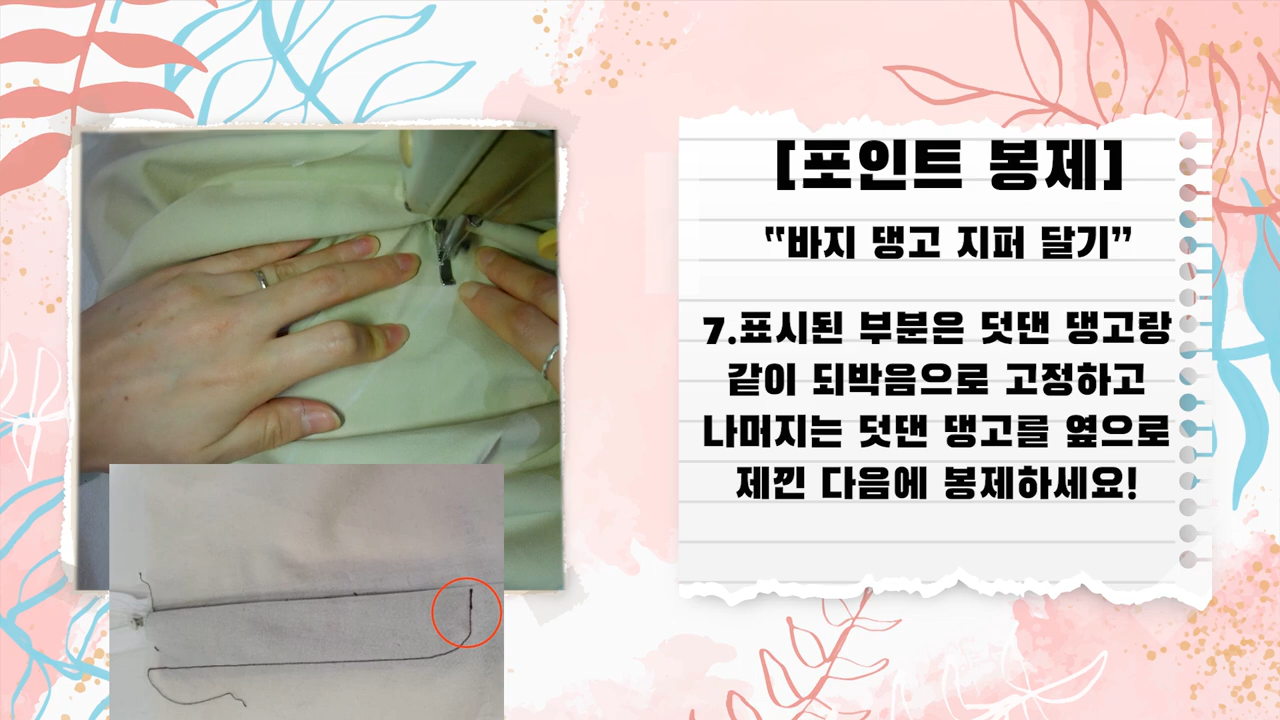 [포인트 봉제]
“바지 댕고 지퍼 달기”
7.표시된 부분은 덧댄 댕고랑
같이 되박음으로 고정하고
나머지는 덧댄 댕고를 옆으로
제낀 다음에 봉제하세요!